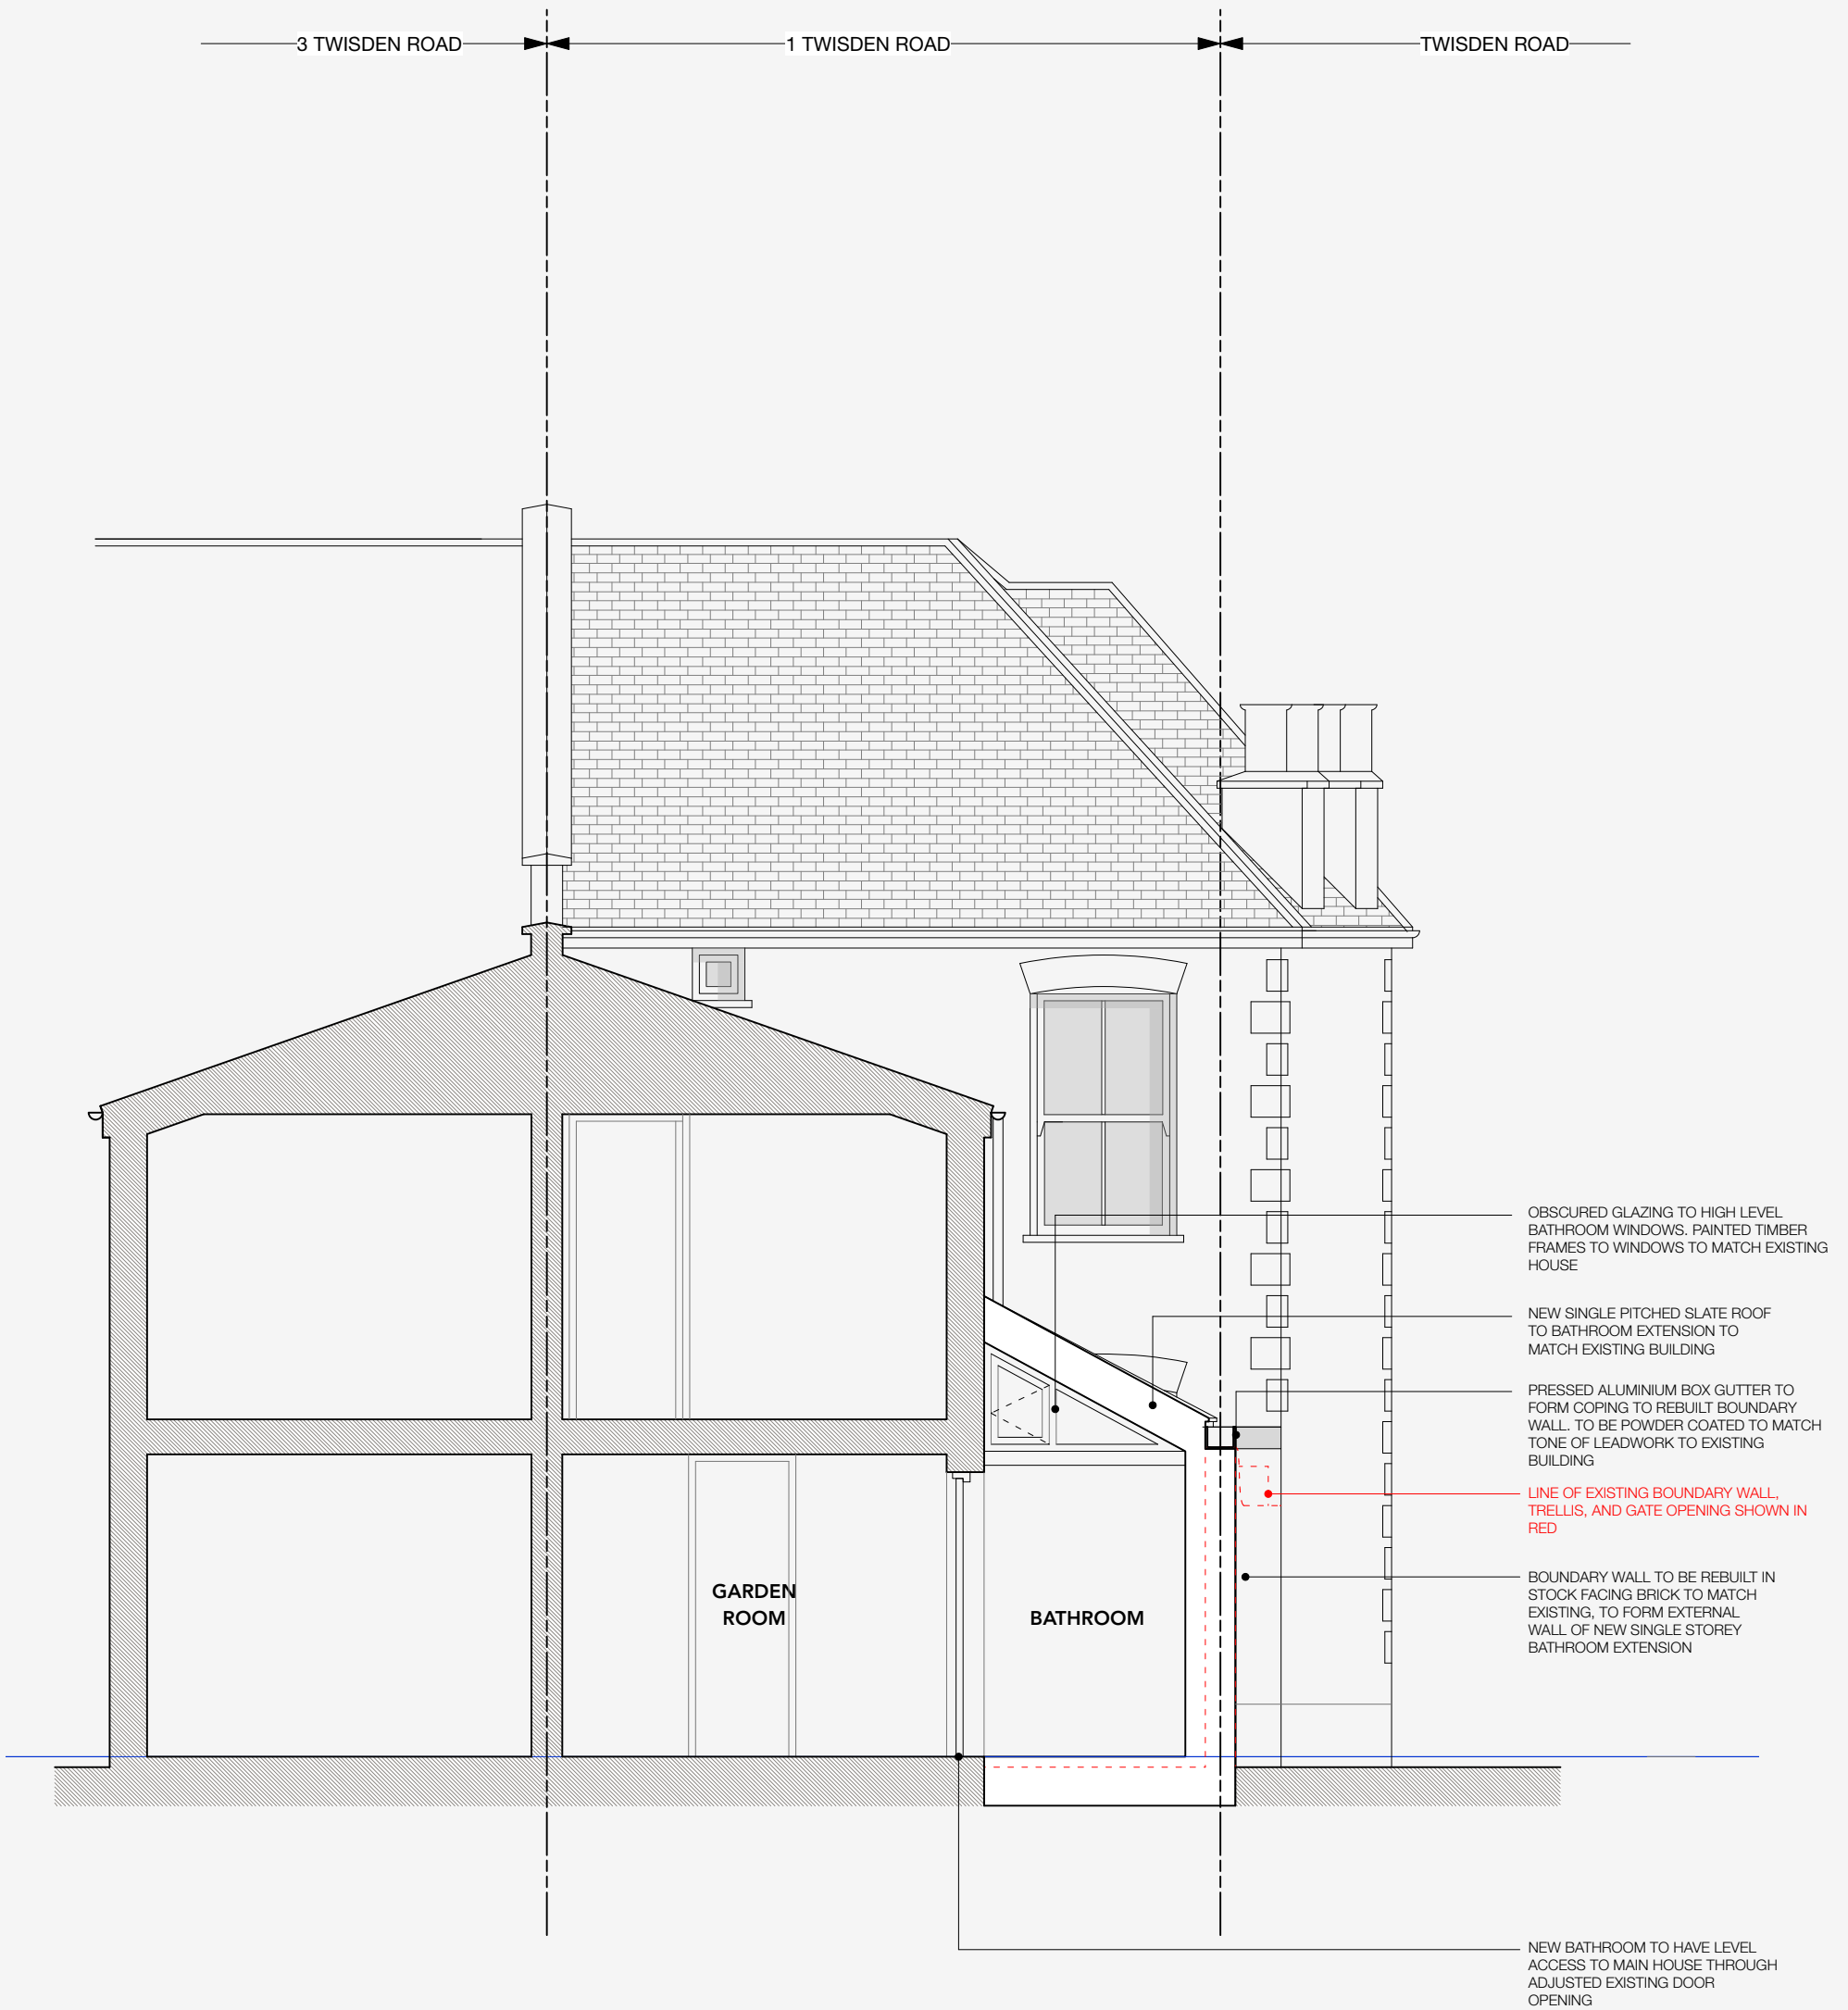 3 TWISDEN ROAD
1 TWISDEN ROAD
TWISDEN ROAD
OBSCURED GLAZING TO HIGH LEVEL
BATHROOM WINDOWS. PAINTED TIMBER
FRAMES TO WINDOWS TO MATCH EXISTING
HOUSE
NEW SINGLE PITCHED SLATE ROOF
TO BATHROOM EXTENSION TO
MATCH EXISTING BUILDING
PRESSED ALUMINIUM BOX GUTTER TO
FORM COPING TO REBUILT BOUNDARY
WALL. TO BE POWDER COATED TO MATCH
TONE OF LEADWORK TO EXISTING
BUILDING
LINE OF EXISTING BOUNDARY WALL,
TRELLIS, AND GATE OPENING SHOWN IN
RED
BOUNDARY WALL TO BE REBUILT IN
STOCK FACING BRICK TO MATCH
EXISTING, TO FORM EXTERNAL
WALL OF NEW SINGLE STOREY
BATHROOM EXTENSION
GARDEN
ROOM
BATHROOM
NEW BATHROOM TO HAVE LEVEL
ACCESS TO MAIN HOUSE THROUGH
ADJUSTED EXISTING DOOR
OPENING